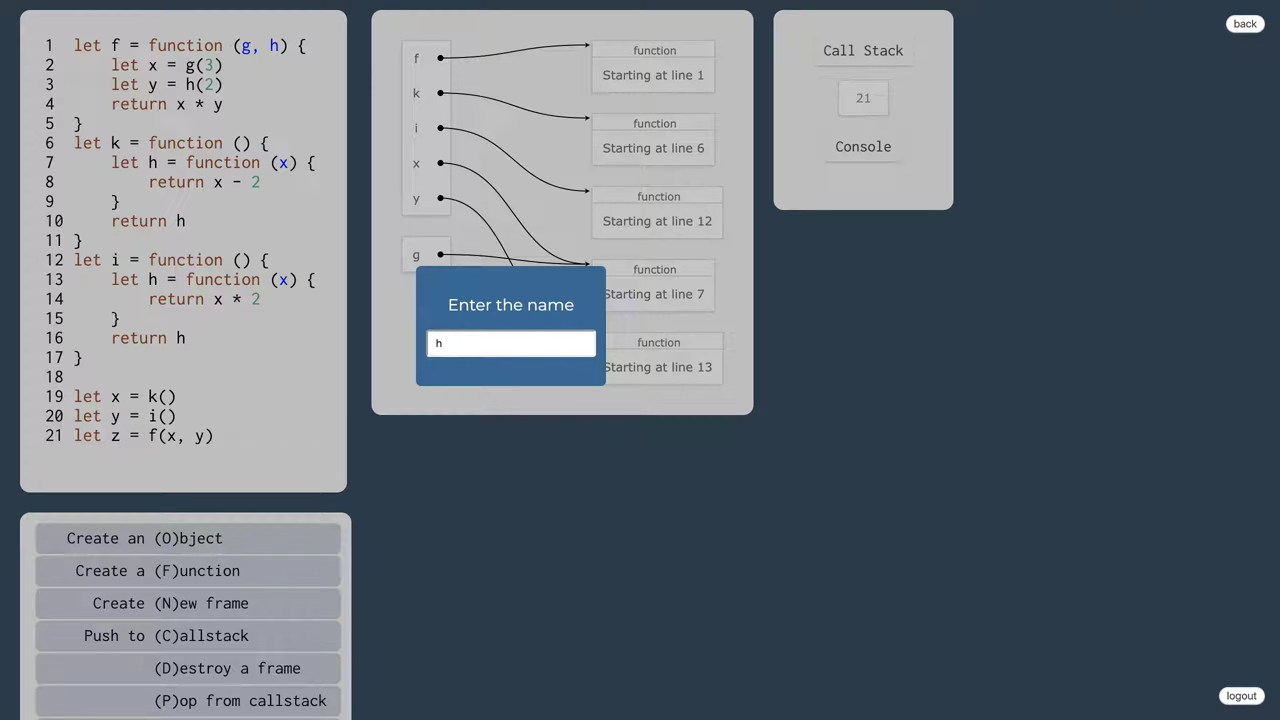 1 let f = function (g, h) {
2 let x = g(3)
3 let y = h(2)
4 return x * y
5 }
6 let k = function () {
7 let h = function (x) {
8 return x - 2
9 }
10 return h
11 }
12 let i = function () {
13 let h = function (x) {
14 return x * 2
15 }
16 return h
17 }
18
19 let x = k()
20 let y = i()
21 let z = f(x, y)
Create an (O)bject
Create a (F)unction
Create (N)ew frame
Push to (C)allstack
(D)estroy a frame
(P)op from callstack
f
k
i
x
y
g
function
Starting at line 1
function
Starting at line 6
function
Starting at line 12
function
Starting at line 7
function
Starting at line 13
Enter the name
h
Call Stack
21
Console
back
logout